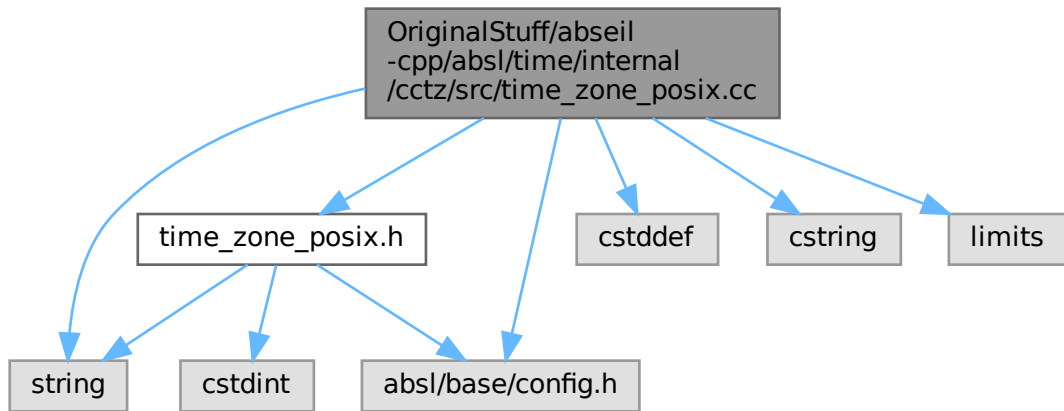 OriginalStuff/abseil
-cpp/absl/time/internal
/cctz/src/time_zone_posix.cc
time_zone_posix.h
cstddef
cstring
limits
string
cstdint
absl/base/config.h